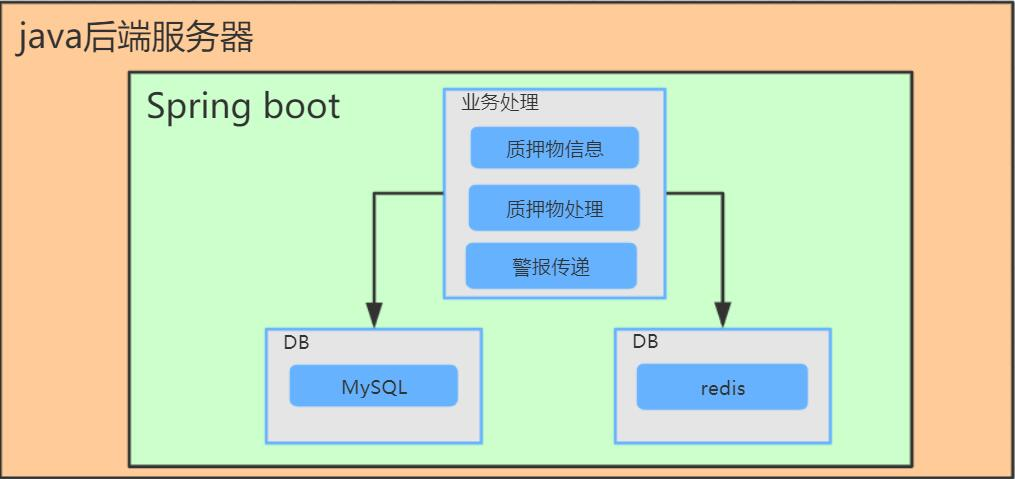 java后端服务器
Spring boot
业务处理
质押物信息
质押物处理
警报传递
DB
MySQL
DB
redis